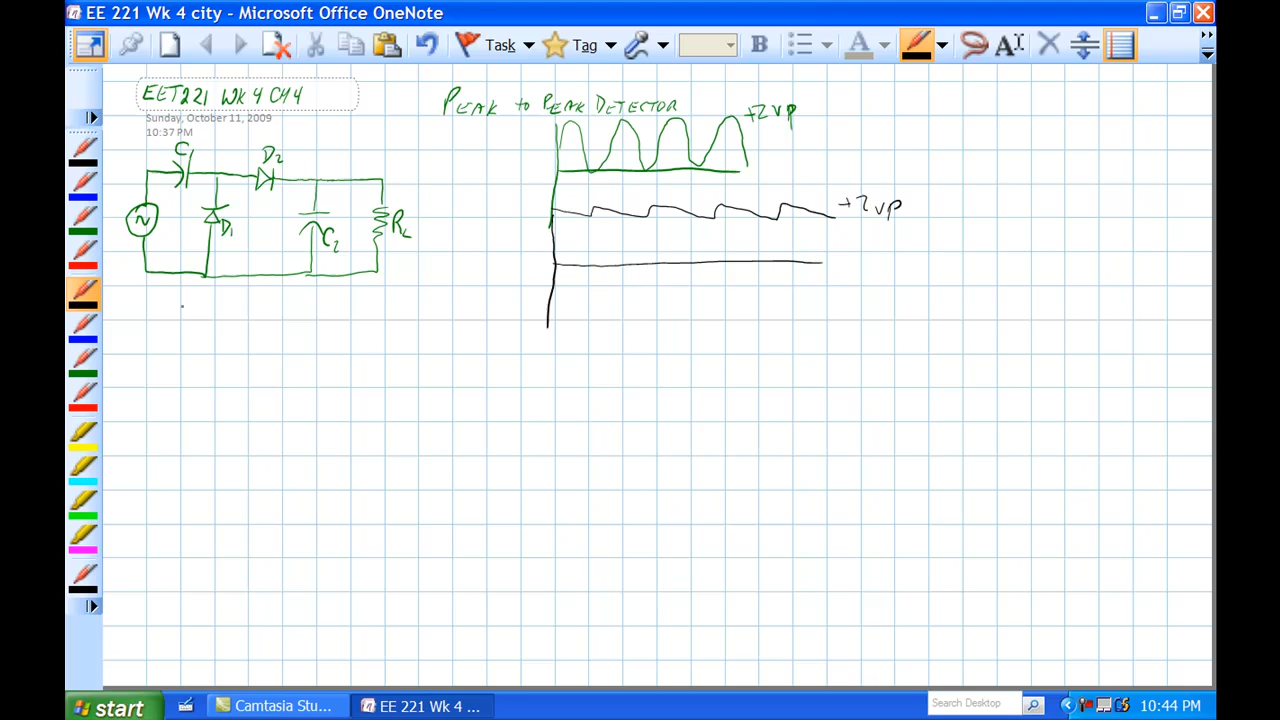 EE 221 Wk 4 city - Microsoft Office OneNote
Task
Tag
B
A
A
EET221 WK 4 CH 4
Sunday, October 11, 2009
10:37 PM
PEAK to PEAK DETECTOR
+2VP
C
D2
D1
C2
RL
+2VP
start
Camtasia Stu...
EE 221 Wk 4 ...
Search Desktop
10:44 PM